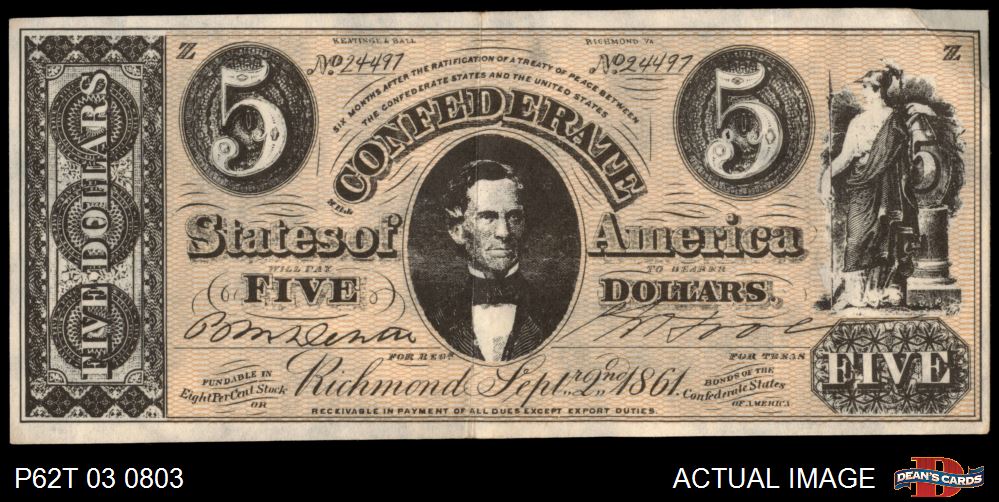 KEATINGE & BALL
RICHMOND VA
Z
Z
5
5
No 24497
No 24497
SIX MONTHS AFTER THE RATIFICATION OF A TREATY OF PEACE BETWEEN
THE CONFEDERATE STATES AND THE UNITED STATES
THE CONFEDERATE
States of America
WILL PAY
TO BEARER
FIVE DOLLARS.
FIVE DOLLARS
5
FOR REGR
FOR TREAS
Richmond Sept. 2nd 1861.
FUNDABLE IN
Eight Per Cent Stock
OR
BONDS OF THE
Confederate States
OF AMERICA
RECEIVABLE IN PAYMENT OF ALL DUES EXCEPT EXPORT DUTIES.
FIVE
P62T 03 0803
ACTUAL IMAGE
D
DEAN'S CARDS